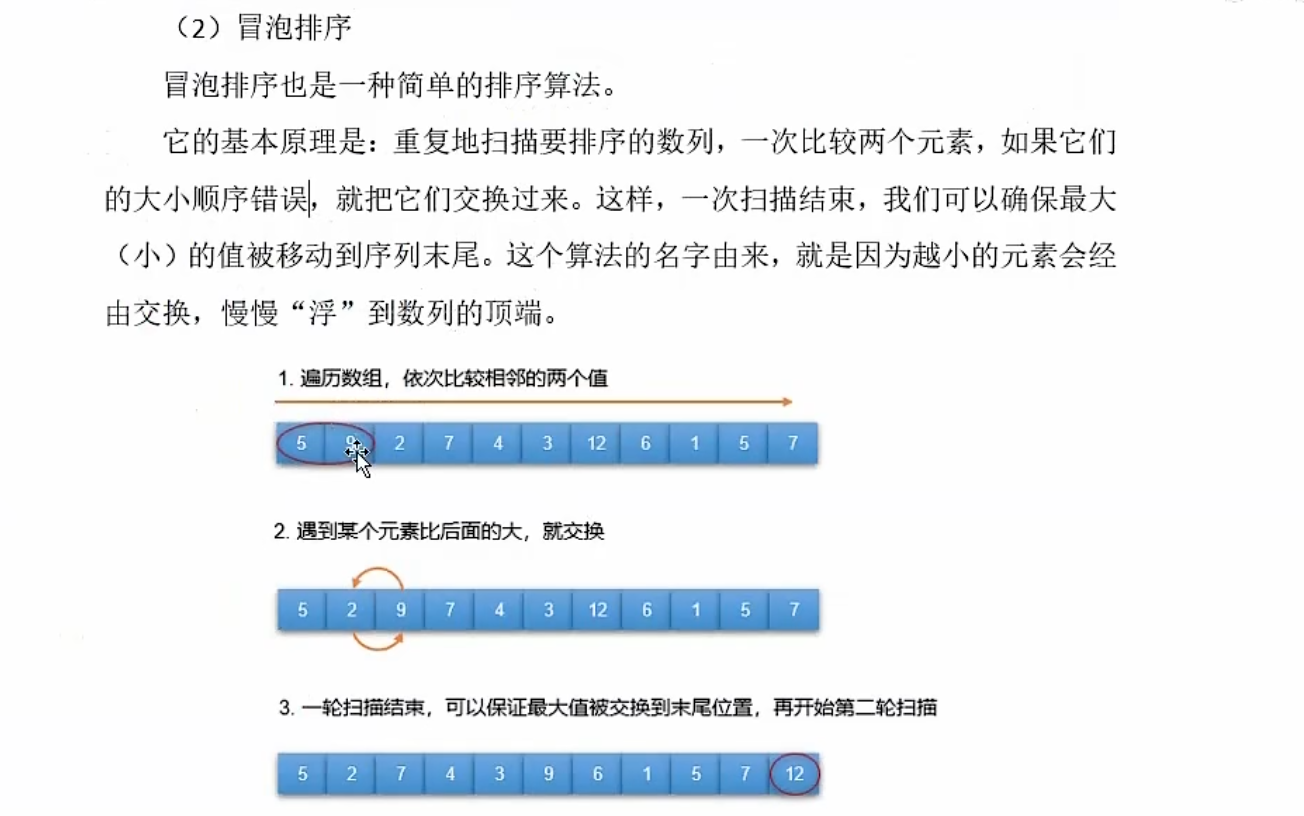 （2）冒泡排序
冒泡排序也是一种简单的排序算法。
它的基本原理是：重复地扫描要排序的数列，一次比较两个元素，如果它们
的大小顺序错误，就把它们交换过来。这样，一次扫描结束，我们可以确保最大
（小）的值被移动到序列末尾。这个算法的名字由来，就是因为越小的元素会经
由交换，慢慢“浮”到数列的顶端。
1. 遍历数组，依次比较相邻的两个值
5 9 2 7 4 3 12 6 1 5 7
2. 遇到某个元素比后面的大，就交换
5 2 9 7 4 3 12 6 1 5 7
3. 一轮扫描结束，可以保证最大值被交换到末尾位置，再开始第二轮扫描
5 2 7 4 3 9 6 1 5 7 12